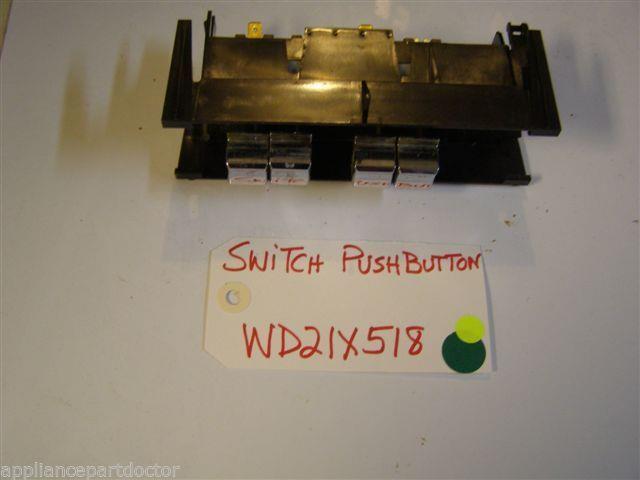 SWITCH PUSHBUTTON
WD21X518
appliancepartdoctor